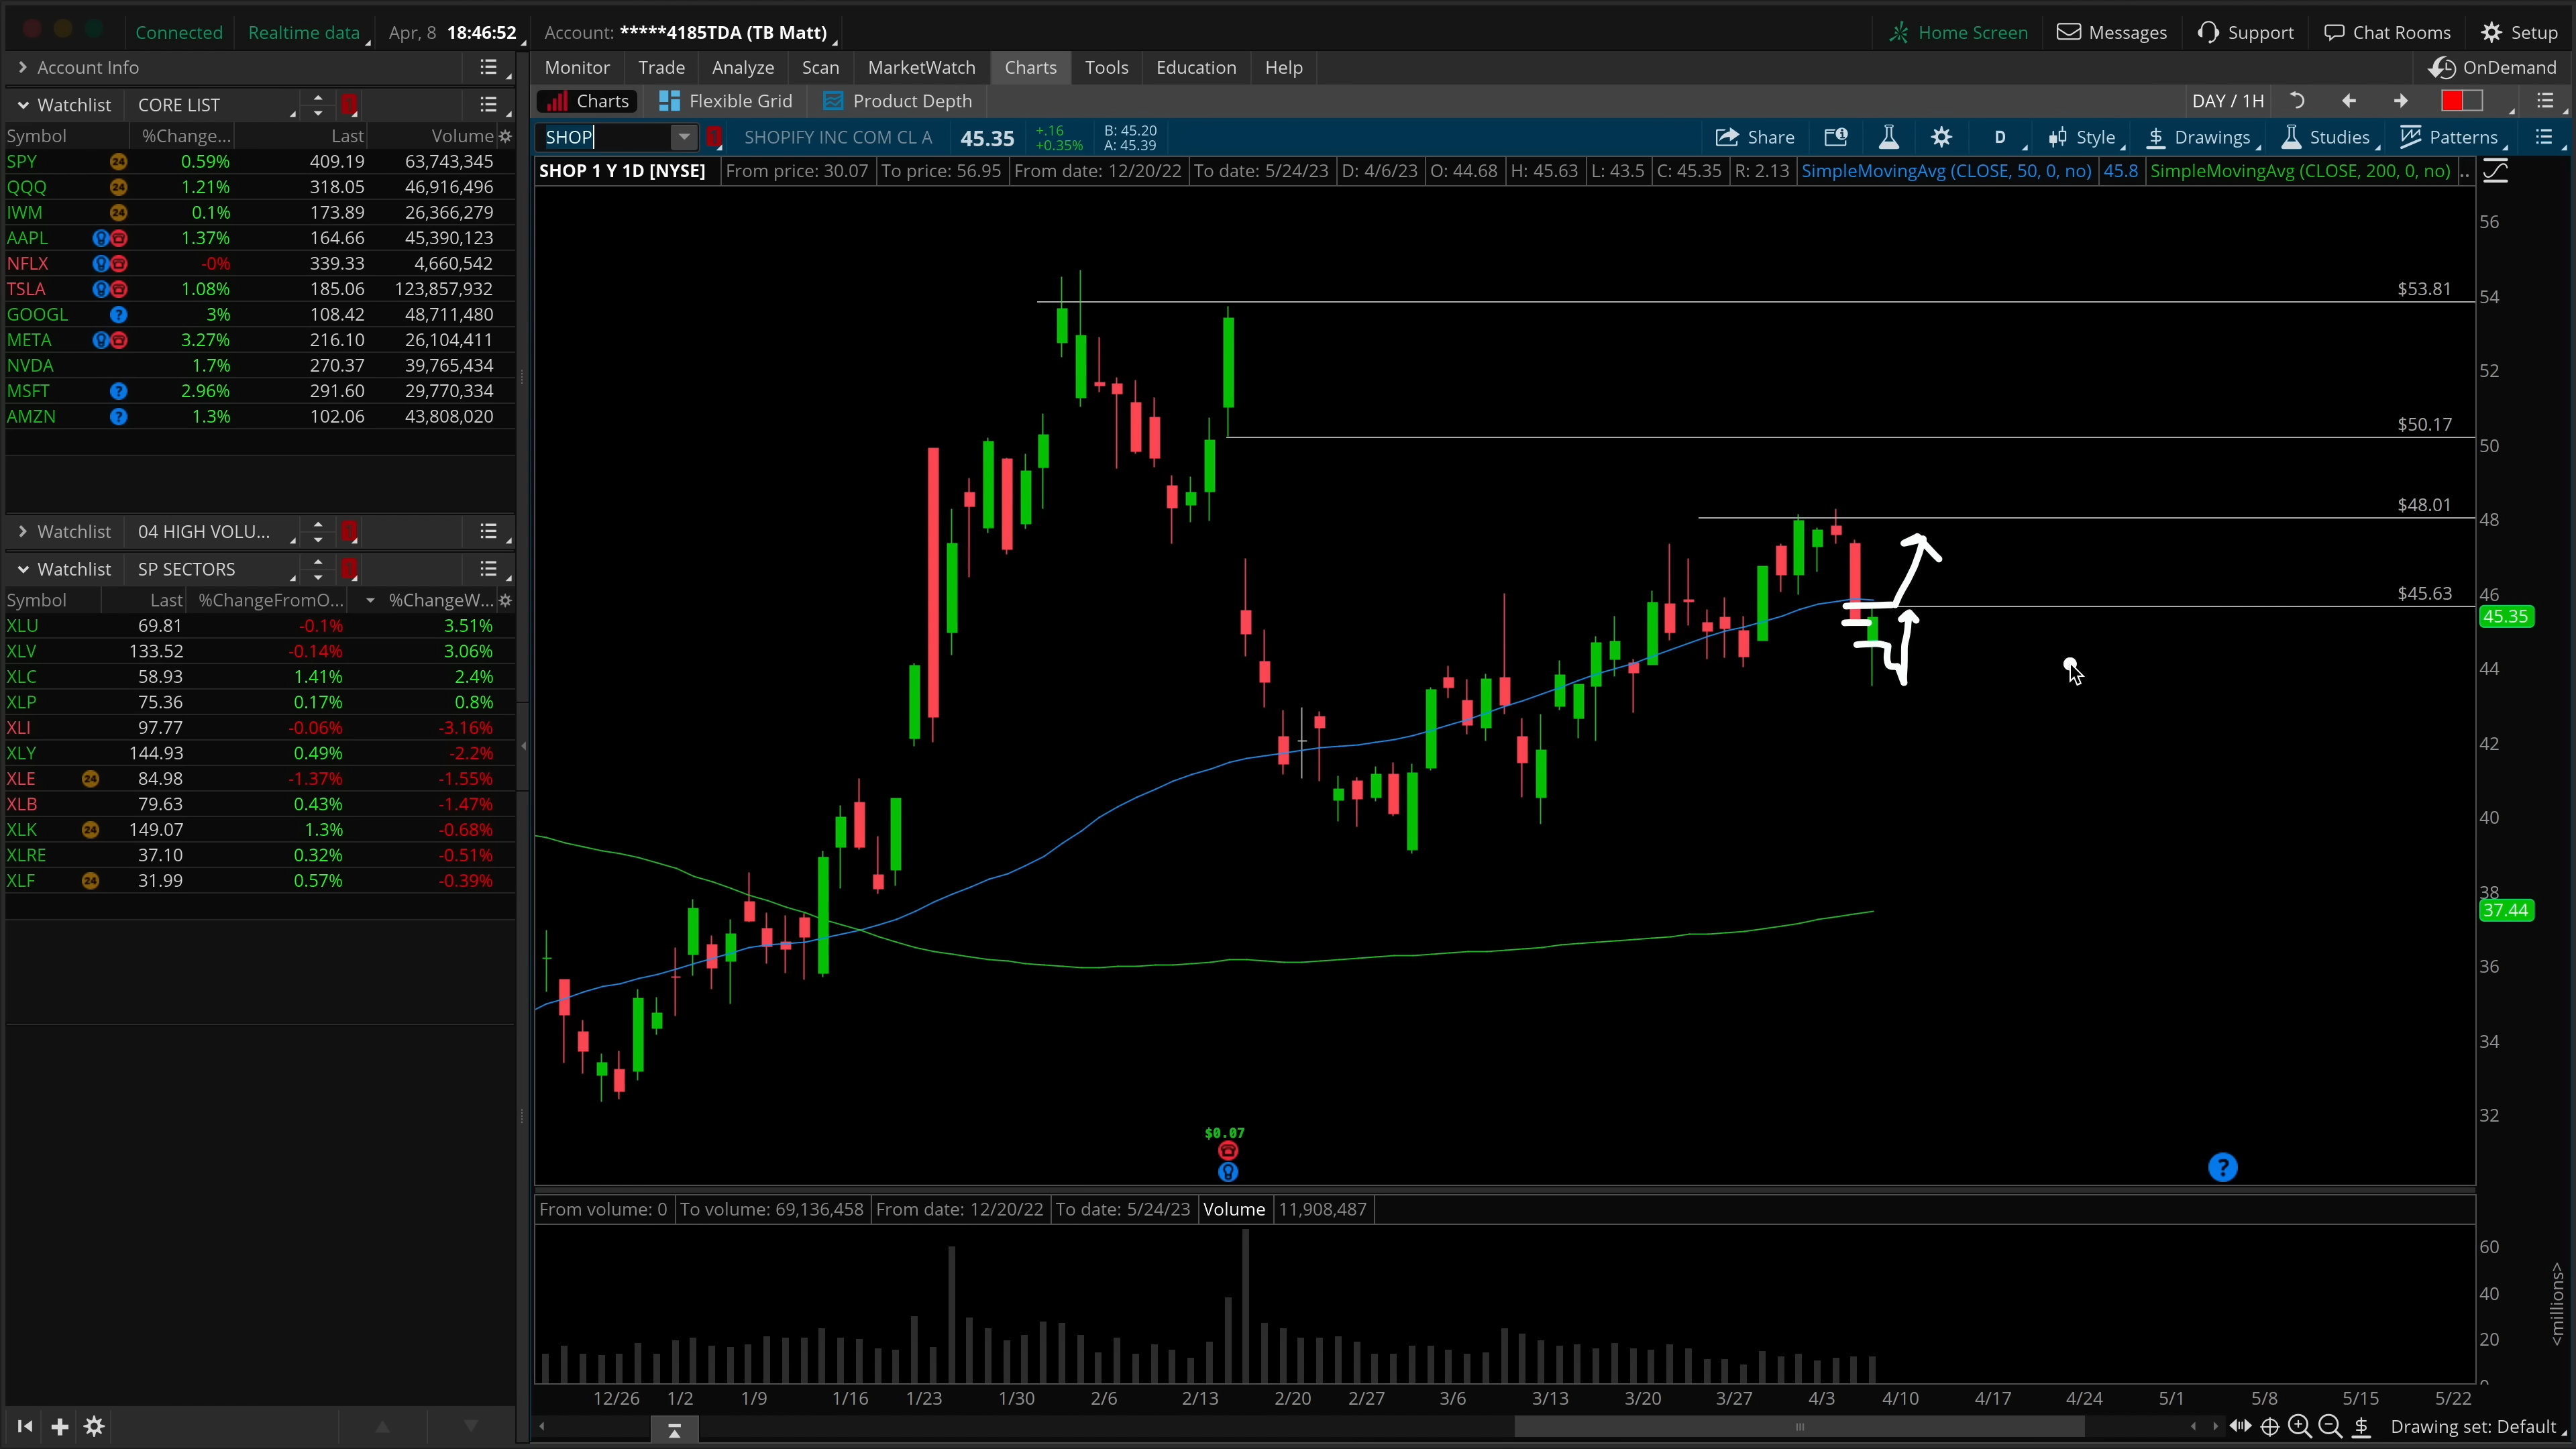 Connected Realtime data Apr, 8 18:46:52 Account: *****4185TDA (TB Matt) Home Screen Messages Support Chat Rooms Setup
Account Info
Monitor Trade Analyze Scan MarketWatch Charts Tools Education Help OnDemand
Watchlist CORE LIST
Charts Flexible Grid Product Depth DAY / 1H
Symbol %Change... Last Volume
SHOP SHOPIFY INC COM CL A 45.35 +.16 +0.35% B: 45.20 A: 45.39 Share D Style Drawings Studies Patterns
SHOP 1 Y 1D [NYSE] From price: 30.07 To price: 56.95 From date: 12/20/22 To date: 5/24/23 D: 4/6/23 O: 44.68 H: 45.63 L: 43.5 C: 45.35 R: 2.13 SimpleMovingAvg (CLOSE, 50, 0, no) 45.8 SimpleMovingAvg (CLOSE, 200, 0, no) ..
SPY 24 0.59% 409.19 63,743,345
QQQ 24 1.21% 318.05 46,916,496
IWM 24 0.1% 173.89 26,366,279
AAPL 1.37% 164.66 45,390,123
NFLX -0% 339.33 4,660,542
TSLA 1.08% 185.06 123,857,932
GOOGL ? 3% 108.42 48,711,480
META 3.27% 216.10 26,104,411
NVDA 1.7% 270.37 39,765,434
MSFT ? 2.96% 291.60 29,770,334
AMZN ? 1.3% 102.06 43,808,020
Watchlist 04 HIGH VOLU...
Watchlist SP SECTORS
Symbol Last %ChangeFromO... %ChangeW...
XLU 69.81 -0.1% 3.51%
XLV 133.52 -0.14% 3.06%
XLC 58.93 1.41% 2.4%
XLP 75.36 0.17% 0.8%
XLI 97.77 -0.06% -3.16%
XLY 144.93 0.49% -2.2%
XLE 24 84.98 -1.37% -1.55%
XLB 79.63 0.43% -1.47%
XLK 24 149.07 1.3% -0.68%
XLRE 37.10 0.32% -0.51%
XLF 24 31.99 0.57% -0.39%
56
$53.81
54
52
$50.17
50
$48.01
48
$45.63
46
45.35
44
42
40
38
37.44
36
34
32
$0.07
?
From volume: 0 To volume: 69,136,458 From date: 12/20/22 To date: 5/24/23 Volume 11,908,487
60
40
20
<millions>
12/26 1/2 1/9 1/16 1/23 1/30 2/6 2/13 2/20 2/27 3/6 3/13 3/20 3/27 4/3 4/10 4/17 4/24 5/1 5/8 5/15 5/22
Drawing set: Default